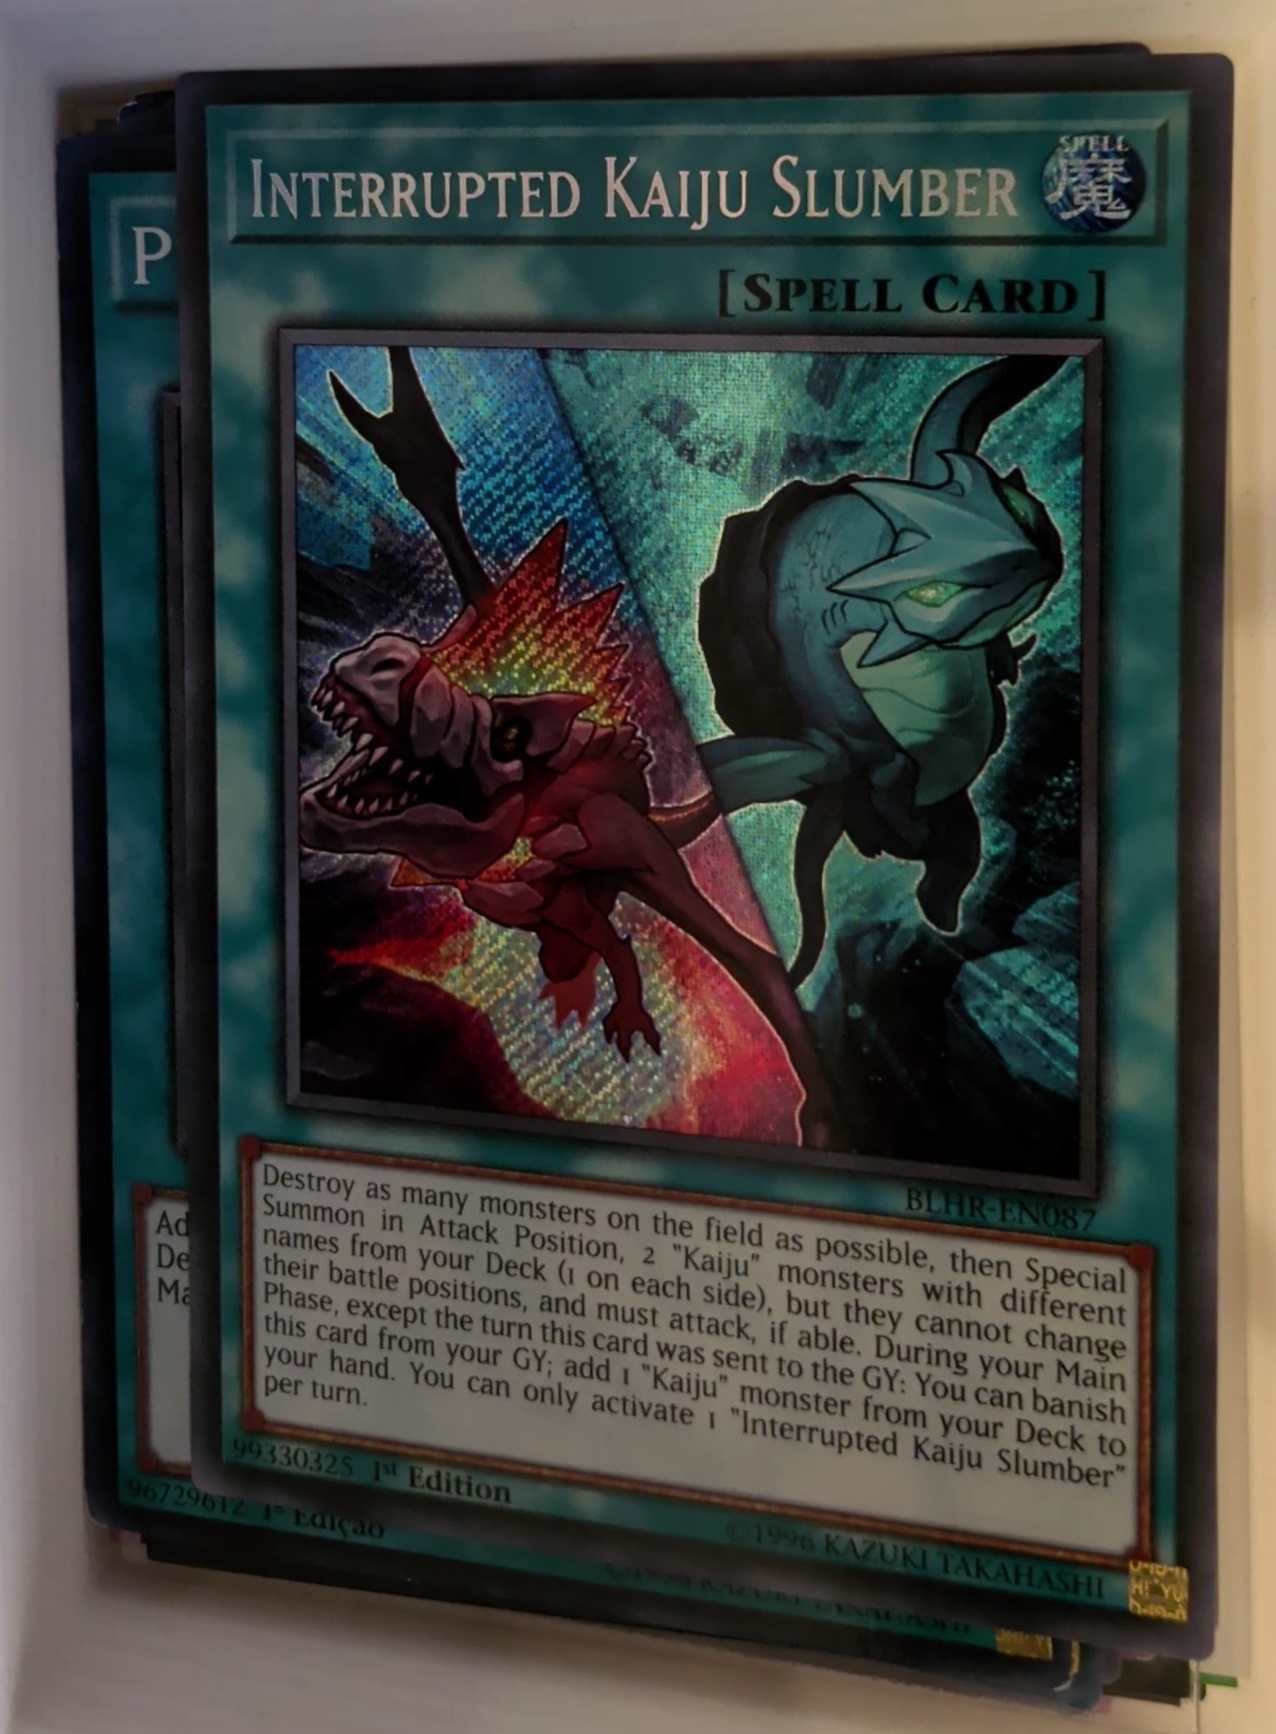 INTERRUPTED KAIJU SLUMBER
SPELL
魔
[SPELL CARD]
BLHR-EN087
Destroy as many monsters on the field as possible, then Special
Summon in Attack Position, 2 "Kaiju" monsters with different
names from your Deck (1 on each side), but they cannot change
their battle positions, and must attack, if able. During your Main
Phase, except the turn this card was sent to the GY: You can banish
this card from your GY; add 1 "Kaiju" monster from your Deck to
your hand. You can only activate 1 "Interrupted Kaiju Slumber"
per turn.
99330325 1st Edition
©1996 KAZUKI TAKAHASHI
P
Ad
De
Ma
96729612 1ª Edição
©1996 KAZUKI TAKAHASHI